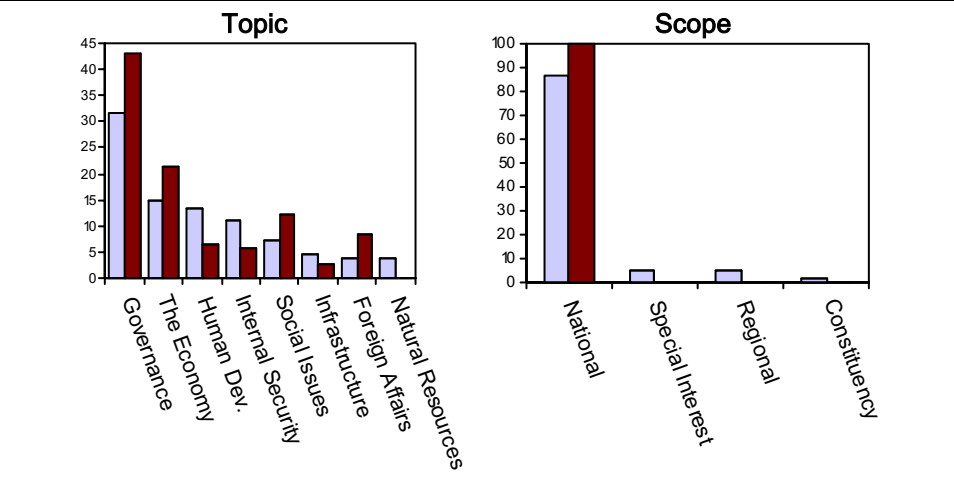 Topic
45
40
35
30
25
20
15
10
5
0
Governance
The Economy
Human Dev.
Internal Security
Social Issues
Infrastructure
Foreign Affairs
Natural Resources
Scope
100
90
80
70
60
50
40
30
20
10
0
National
Special Interest
Regional
Constituency